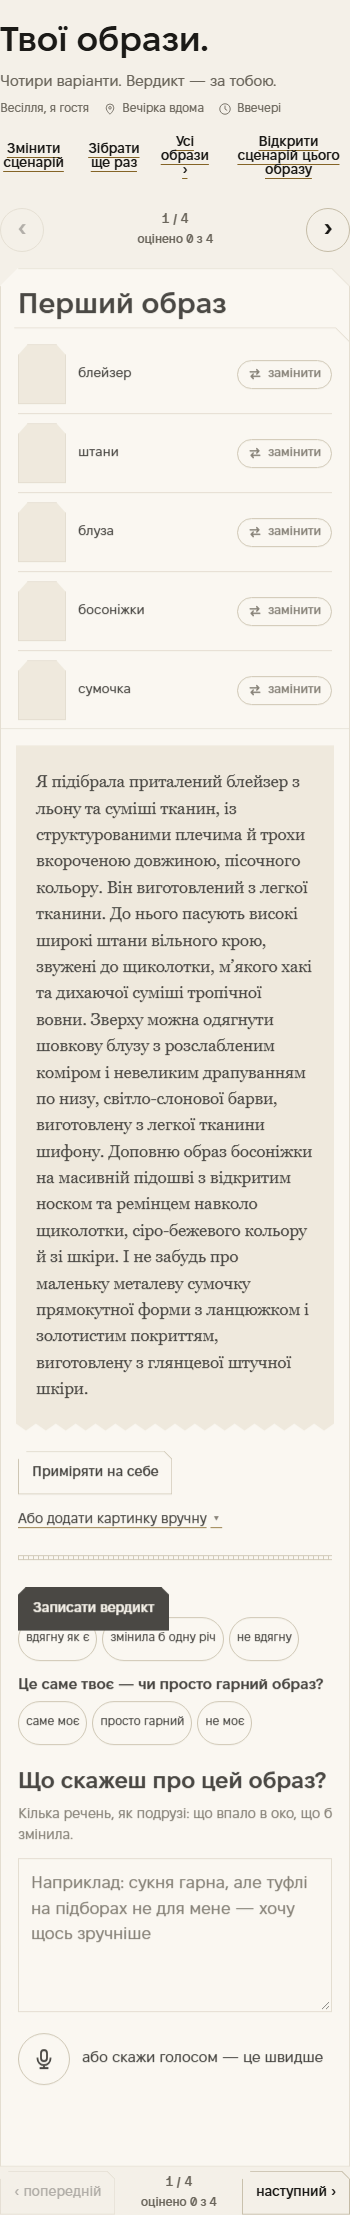 Твої образи.
Чотири варіанти. Вердикт — за тобою.
Весілля, я гостя Вечірка вдома Ввечері
Змінити
сценарій
Зібрати
ще раз
Усі
образи
›
Відкрити
сценарій цього
образу
‹
1 / 4
оцінено 0 з 4
›
Перший образ
блейзер
замінити
штани
замінити
блуза
замінити
босоніжки
замінити
сумочка
замінити
Я підібрала приталений блейзер з
льону та суміші тканин, із
структурованими плечима й трохи
вкороченою довжиною, пісочного
кольору. Він виготовлений з легкої
тканини. До нього пасують високі
широкі штани вільного крою,
звужені до щиколотки, м’якого хакі
та дихаючої суміші тропічної
вовни. Зверху можна одягнути
шовкову блузу з розслабленим
коміром і невеликим драпуванням
по низу, світло-слонової барви,
виготовлену з легкої тканини
шифону. Доповню образ босоніжки
на масивній підошві з відкритим
носком та ремінцем навколо
щиколотки, сіро-бежевого кольору
й зі шкіри. І не забудь про
маленьку металеву сумочку
прямокутної форми з ланцюжком і
золотистим покриттям,
виготовлену з глянцевої штучної
шкіри.
Приміряти на себе
Або додати картинку вручну
Записати вердикт
вдягну як є
змінила б одну річ
не вдягну
Це саме твоє — чи просто гарний образ?
саме моє
просто гарний
не моє
Що скажеш про цей образ?
Кілька речень, як подрузі: що впало в око, що б
змінила.
Наприклад: сукня гарна, але туфлі
на підборах не для мене — хочу
щось зручніше
або скажи голосом — це швидше
‹ попередній
1 / 4
оцінено 0 з 4
наступний ›